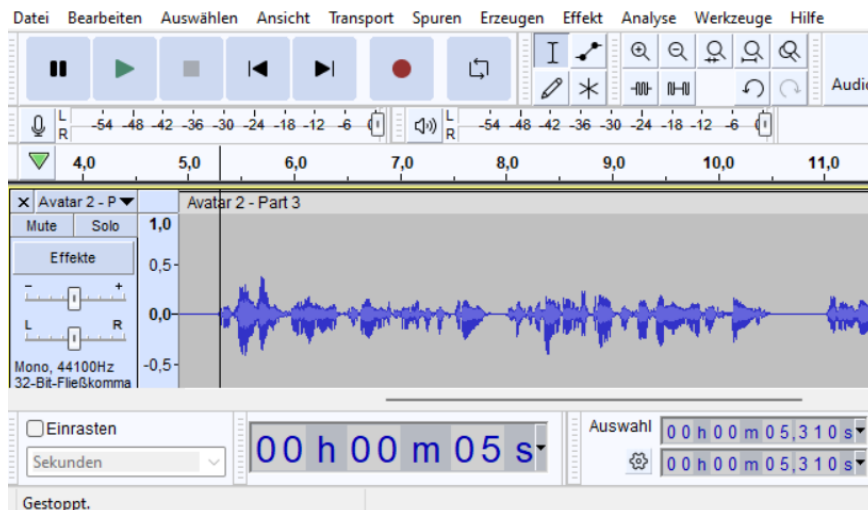 Datei Bearbeiten Auswählen Ansicht Transport Spuren Erzeugen Effekt Analyse Werkzeuge Hilfe
Audio
L
R
-54 -48 -42 -36 -30 -24 -18 -12 -6 0
L
R
-54 -48 -42 -36 -30 -24 -18 -12 -6 0
4,0 5,0 6,0 7,0 8,0 9,0 10,0 11,0
Avatar 2 - P
Avatar 2 - Part 3
Mute Solo
Effekte
- +
L R
Mono, 44100Hz
32-Bit-Fließkomma
1,0
0,5-
0,0-
-0,5-
Einrasten
Sekunden
00 h 00 m 05 s
Auswahl
00 h 00 m 05,310 s
00 h 00 m 05,310 s
Gestoppt.